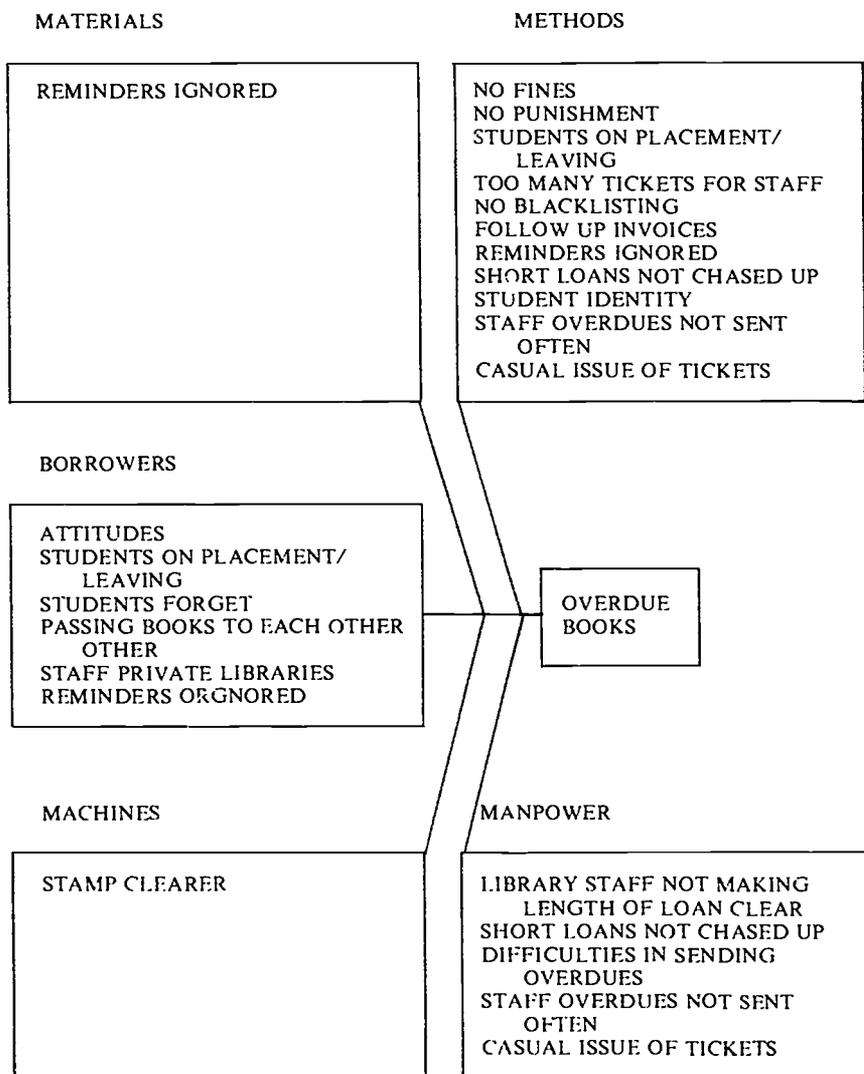 MATERIALS
REMINDERS IGNORED
METHODS
NO FINES
NO PUNISHMENT
STUDENTS ON PLACEMENT/
LEAVING
TOO MANY TICKETS FOR STAFF
NO BLACKLISTING
FOLLOW UP INVOICES
REMINDERS IGNORED
SHORT LOANS NOT CHASED UP
STUDENT IDENTITY
STAFF OVERDUES NOT SENT
OFTEN
CASUAL ISSUE OF TICKETS
BORROWERS
ATTITUDES
STUDENTS ON PLACEMENT/
LEAVING
STUDENTS FORGET
PASSING BOOKS TO EACH OTHER
OTHER
STAFF PRIVATE LIBRARIES
REMINDERS ORGNORED
OVERDUE
BOOKS
MACHINES
STAMP CLEARER
MANPOWER
LIBRARY STAFF NOT MAKING
LENGTH OF LOAN CLEAR
SHORT LOANS NOT CHASED UP
DIFFICULTIES IN SENDING
OVERDUES
STAFF OVERDUES NOT SENT
OFTEN
CASUAL ISSUE OF TICKETS